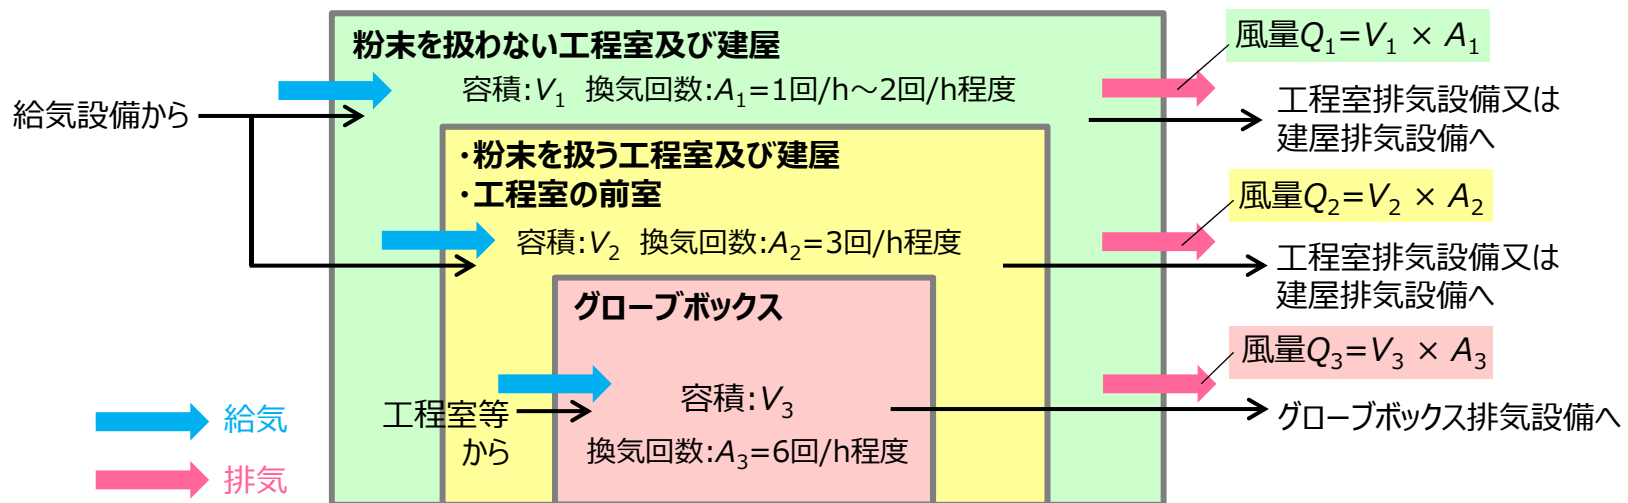 粉末を扱わない工程室及び建屋
容積:V1 換気回数:A1=1回/h～2回/h程度
風量Q1=V1 × A1
給気設備から
工程室排気設備又は
建屋排気設備へ
・粉末を扱う工程室及び建屋
・工程室の前室
容積:V2 換気回数:A2=3回/h程度
風量Q2=V2 × A2
工程室排気設備又は
建屋排気設備へ
グローブボックス
風量Q3=V3 × A3
工程室等
から
容積:V3
換気回数:A3=6回/h程度
グローブボックス排気設備へ
給気
排気